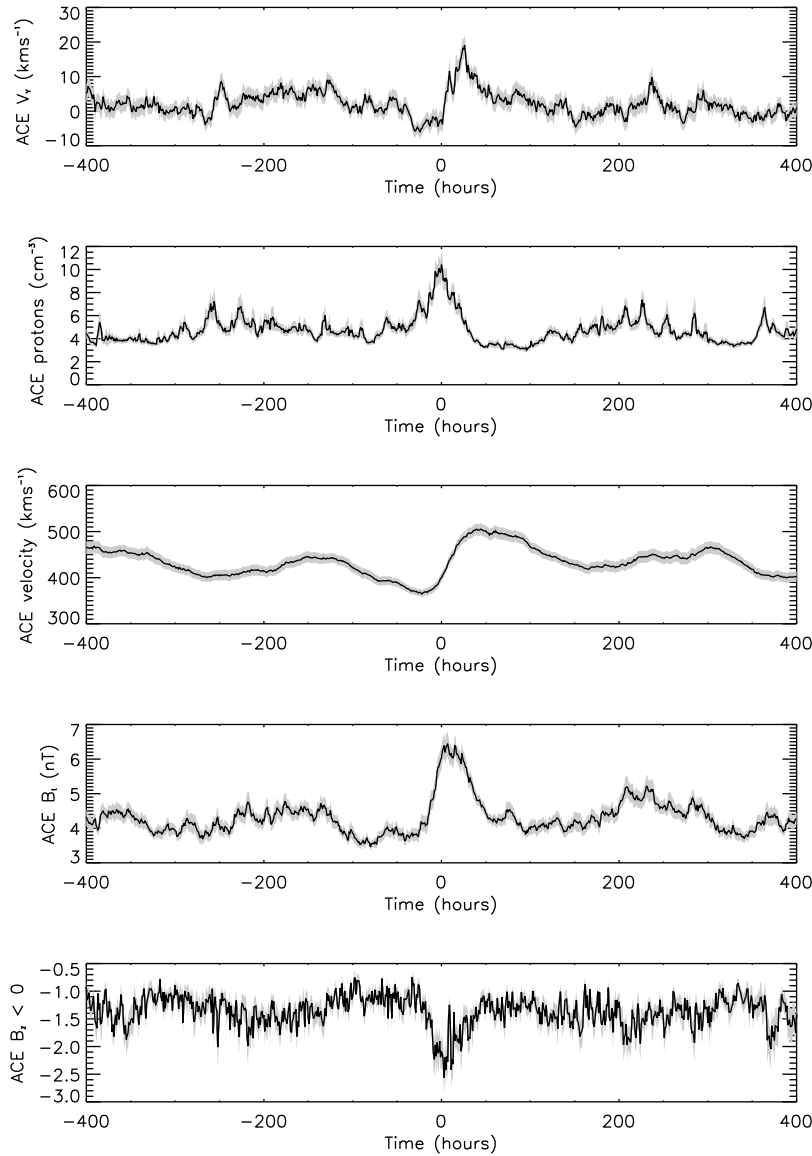 30
20
10
0
−10
ACE Vᵧ (kms⁻¹)
−400 −200 0 200 400
Time (hours)
12
10
8
6
4
2
0
ACE protons (cm⁻³)
−400 −200 0 200 400
Time (hours)
600
500
400
300
ACE velocity (kms⁻¹)
−400 −200 0 200 400
Time (hours)
7
6
5
4
3
ACE Bₜ (nT)
−400 −200 0 200 400
Time (hours)
−0.5
−1.0
−1.5
−2.0
−2.5
−3.0
ACE B_z < 0
−400 −200 0 200 400
Time (hours)